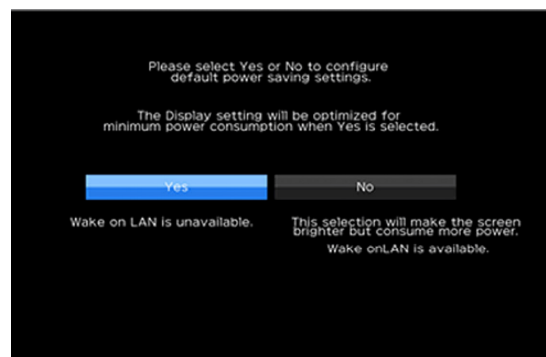 Please select Yes or No to configure
default power saving settings.
The Display setting will be optimized for
minimum power consumption when Yes is selected.
Yes
No
Wake on LAN is unavailable.
This selection will make the screen
brighter but consume more power.
Wake onLAN is available.